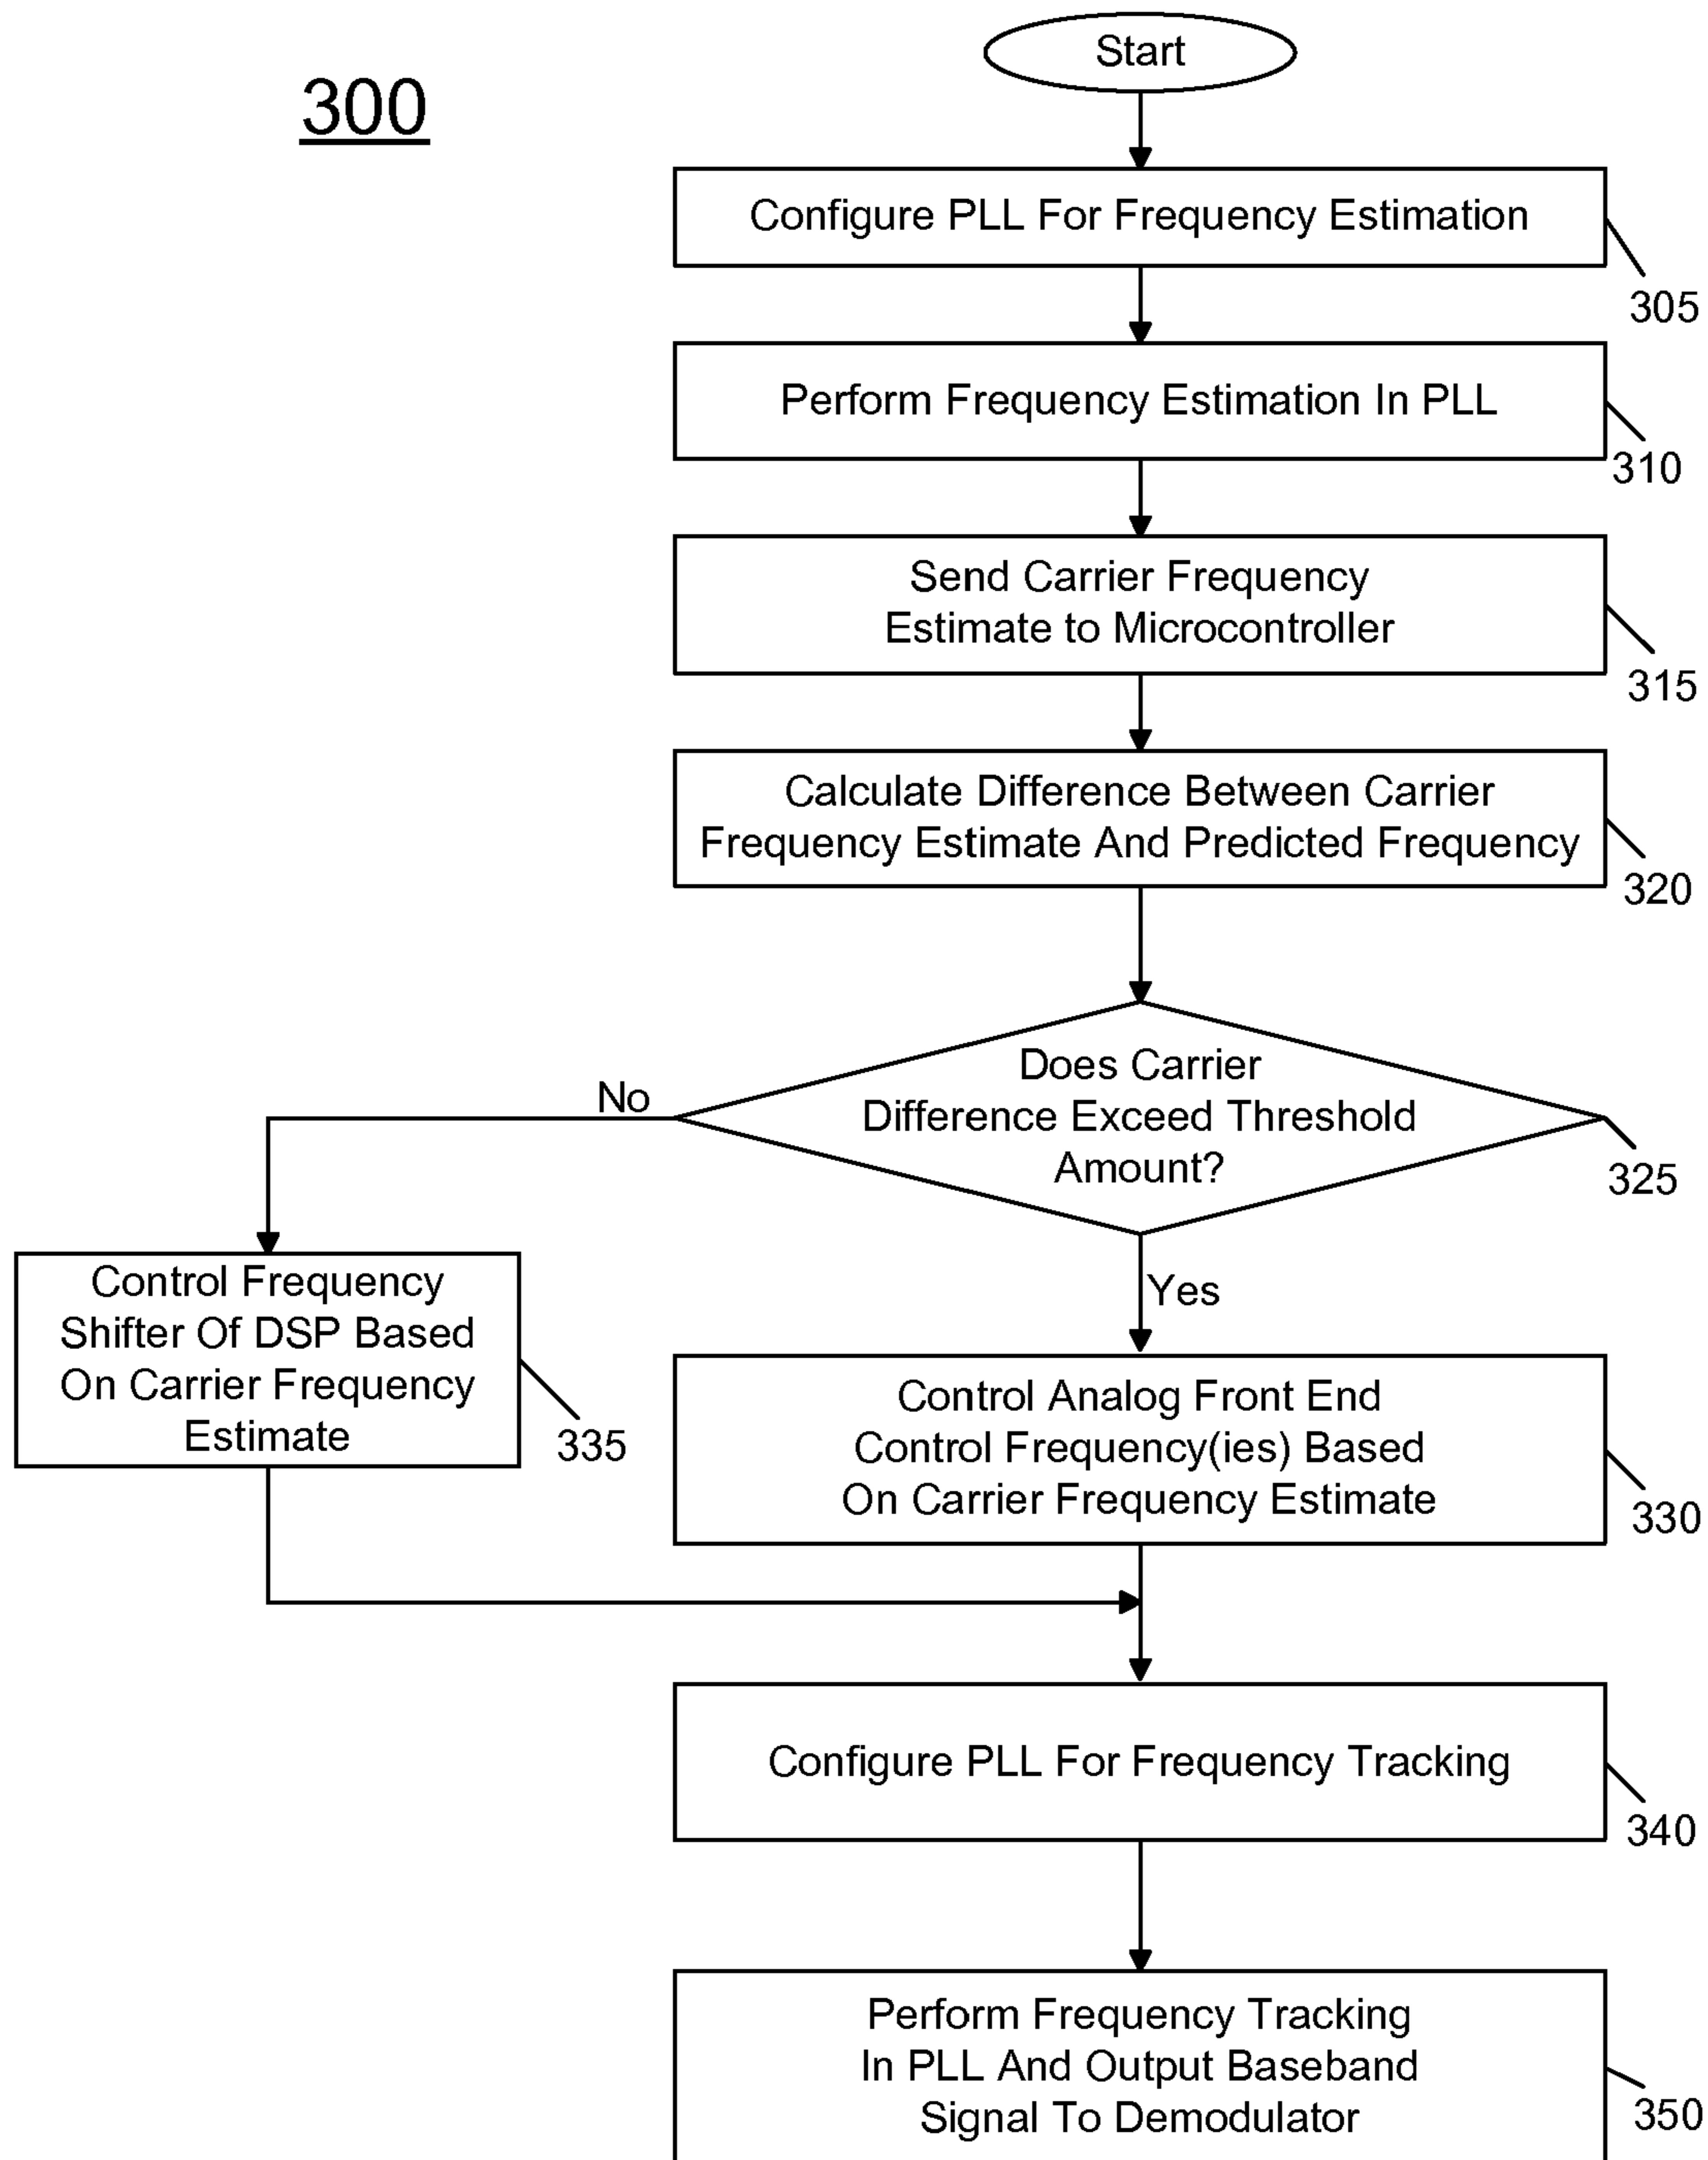 300
Start
Configure PLL For Frequency Estimation
305
Perform Frequency Estimation In PLL
310
Send Carrier Frequency
Estimate to Microcontroller
315
Calculate Difference Between Carrier
Frequency Estimate And Predicted Frequency
320
Does Carrier
Difference Exceed Threshold
Amount?
325
No
Yes
Control Frequency
Shifter Of DSP Based
On Carrier Frequency
Estimate
335
Control Analog Front End
Control Frequency(ies) Based
On Carrier Frequency Estimate
330
Configure PLL For Frequency Tracking
340
Perform Frequency Tracking
In PLL And Output Baseband
Signal To Demodulator
350